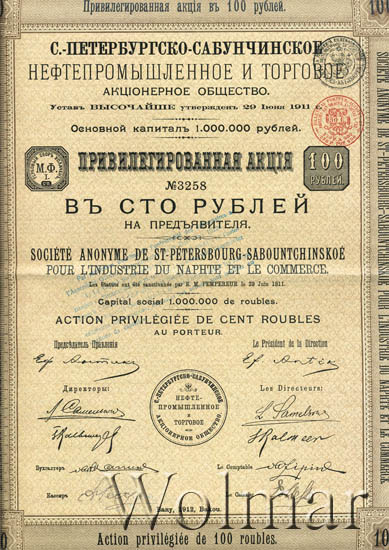 Привилегированная акція въ 100 рублей.
С.-ПЕТЕРБУРГСКО-САБУНЧИНСКОЕ
НЕФТЕПРОМЫШЛЕННОЕ И ТОРГОВОЕ
АКЦІОНЕРНОЕ ОБЩЕСТВО.
Уставъ ВЫСОЧАЙШЕ утвержденъ 29 Іюня 1911 г.
Основной капиталъ 1.000.000 рублей.
ПРИВИЛЕГИРОВАННАЯ АКЦІЯ
М.Ф.
I.
100
РУБЛЕЙ.
№3258
ВЪ СТО РУБЛЕЙ
НА ПРЕДЪЯВИТЕЛЯ.
SOCIÉTÉ ANONYME DE ST-PÉTERSBOURG-SABOUNTCHINSKOÉ
POUR L'INDUSTRIE DU NAPHTE ET LE COMMERCE.
Les Statuts ont été sanctionnés par S. M. l'EMPEREUR le 29 Juin 1911.
Capital social 1.000.000 de roubles.
ACTION PRIVILÉGIÉE DE CENT ROUBLES
AU PORTEUR.
Предсѣдатель Правленія
Le Président de la Direction
Директоры:
Les Directeurs:
С.-ПЕТЕРБУРГСКО-САБУНЧИНСКОЕ
НЕФТЕ-
ПРОМЫШЛЕННОЕ
И ТОРГОВОЕ
АКЦІОНЕРНОЕ ОБЩЕСТВО.
Бухгалтеръ
Le Comptable
Кассиръ
Le Caissier
Баку, 1912, Bakou.
Wolmar
Action privilégiée de 100 roubles.